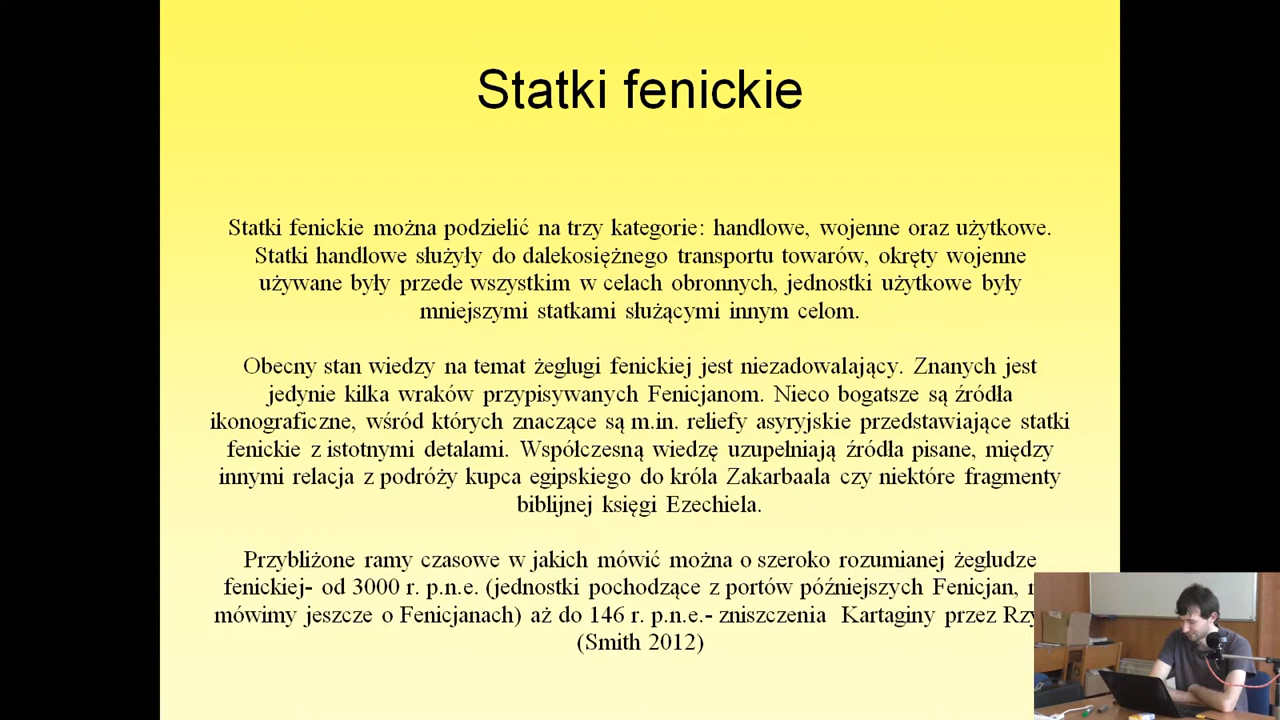 Statki fenickie
Statki fenickie można podzielić na trzy kategorie: handlowe, wojenne oraz użytkowe.
Statki handlowe służyły do dalekosiężnego transportu towarów, okręty wojenne
używane były przede wszystkim w celach obronnych, jednostki użytkowe były
mniejszymi statkami służącymi innym celom.
Obecny stan wiedzy na temat żeglugi fenickiej jest niezadowalający. Znanych jest
jedynie kilka wraków przypisywanych Fenicjanom. Nieco bogatsze są źródła
ikonograficzne, wśród których znaczące są m.in. reliefy asyryjskie przedstawiające statki
fenickie z istotnymi detalami. Współczesną wiedzę uzupełniają źródła pisane, między
innymi relacja z podróży kupca egipskiego do króla Zakarbaala czy niektóre fragmenty
biblijnej księgi Ezechiela.
Przybliżone ramy czasowe w jakich mówić można o szeroko rozumianej żegludze
fenickiej- od 3000 r. p.n.e. (jednostki pochodzące z portów późniejszych Fenicjan,
mówimy jeszcze o Fenicjanach) aż do 146 r. p.n.e.- zniszczenia Kartaginy przez
(Smith 2012)